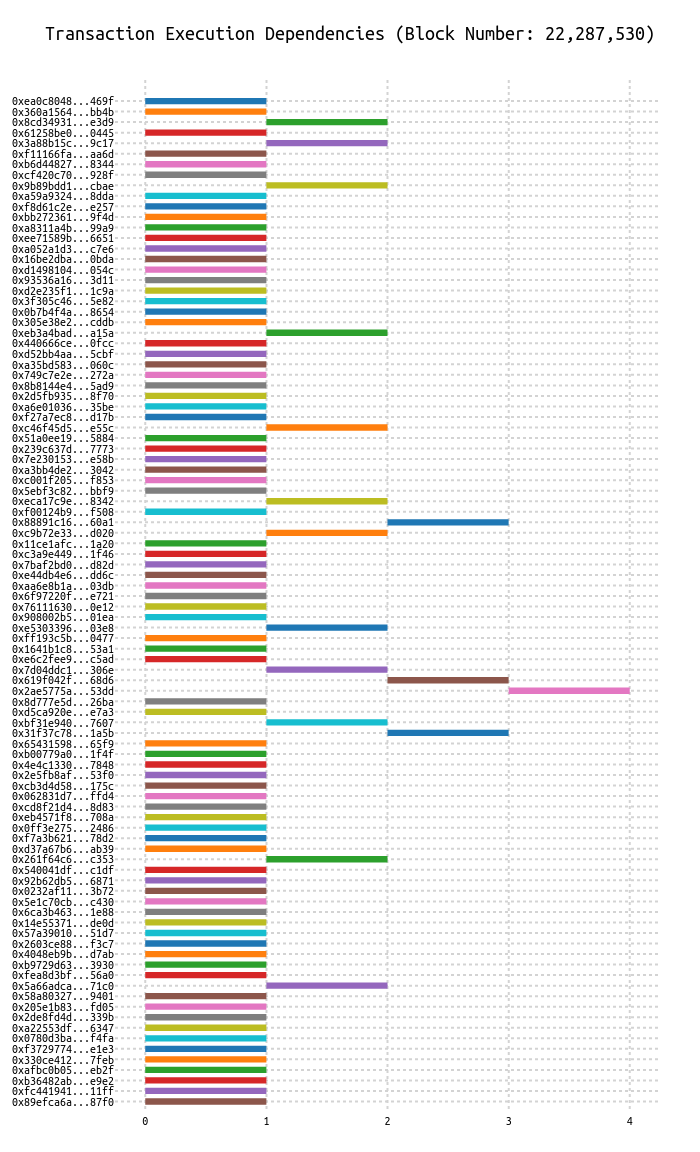 Transaction Execution Dependencies (Block Number: 22,287,530)
0xea0c8048...469f
0x360a1564...bb4b
0x8cd34931...e3d9
0x61258be0...0445
0x3a88b15c...9c17
0xf11166fa...aa6d
0xb6d44827...8344
0xcf420c70...928f
0x9b89bdd1...cbae
0xa59a9324...8dda
0xf8d61c2e...e257
0xbb272361...9f4d
0xa8311a4b...99a9
0xee71589b...6651
0xa052a1d3...c7e6
0x16be2dba...0bda
0xd1498104...054c
0x93536a16...3d11
0xd2e235f1...1c9a
0x3f305c46...5e82
0x0b7b4f4a...8654
0x305e38e2...cddb
0xeb3a4bad...a15a
0x440666ce...0fcc
0xd52bb4aa...5cbf
0xa35bd583...060c
0x749c7e2e...272a
0x8b8144e4...5ad9
0x2d5fb935...8f70
0xa6e01036...35be
0xf27a7ec8...d17b
0xc46f45d5...e55c
0x51a0ee19...5884
0x239c637d...7773
0x7e230153...e58b
0xa3bb4de2...3042
0xc001f205...f853
0x5ebf3c82...bbf9
0xeca17c9e...8342
0xf00124b9...f508
0x88891c16...60a1
0xc9b72e33...d020
0x11ce1afc...1a20
0xc3a9e449...1f46
0x7baf2bd0...d82d
0xe44db4e6...dd6c
0xaa6e8b1a...03db
0x6f97220f...e721
0x76111630...0e12
0x908002b5...01ea
0xe5303396...03e8
0xff193c5b...0477
0x1641b1c8...53a1
0xe6c2fee9...c5ad
0x7d04ddc1...306e
0x619f042f...68d6
0x2ae5775a...53dd
0x8d777e5d...26ba
0xd5ca920e...e7a3
0xbf31e940...7607
0x31f37c78...1a5b
0x65431598...65f9
0xb00779a0...1f4f
0x4e4c1330...7848
0x2e5fb8af...53f0
0xcb3d4d58...175c
0x062831d7...ffd4
0xcd8f21d4...8d83
0xeb4571f8...708a
0x0ff3e275...2486
0xf7a3b621...78d2
0xd37a67b6...ab39
0x261f64c6...c353
0x540041df...c1df
0x92b62db5...6871
0x0232af11...3b72
0x5e1c70cb...c430
0x6ca3b463...1e88
0x14e55371...de0d
0x57a39010...51d7
0x2603ce88...f3c7
0x4048eb9b...d7ab
0xb9729d63...3930
0xfea8d3bf...56a0
0x5a66adca...71c0
0x58a80327...9401
0x205e1b83...fd05
0x2de8fd4d...339b
0xa22553df...6347
0x0780d3ba...f4fa
0xf3729774...e1e3
0x330ce412...7feb
0xafbc0b05...eb2f
0xb36482ab...e9e2
0xfc441941...11ff
0x89efca6a...87f0
0 1 2 3 4